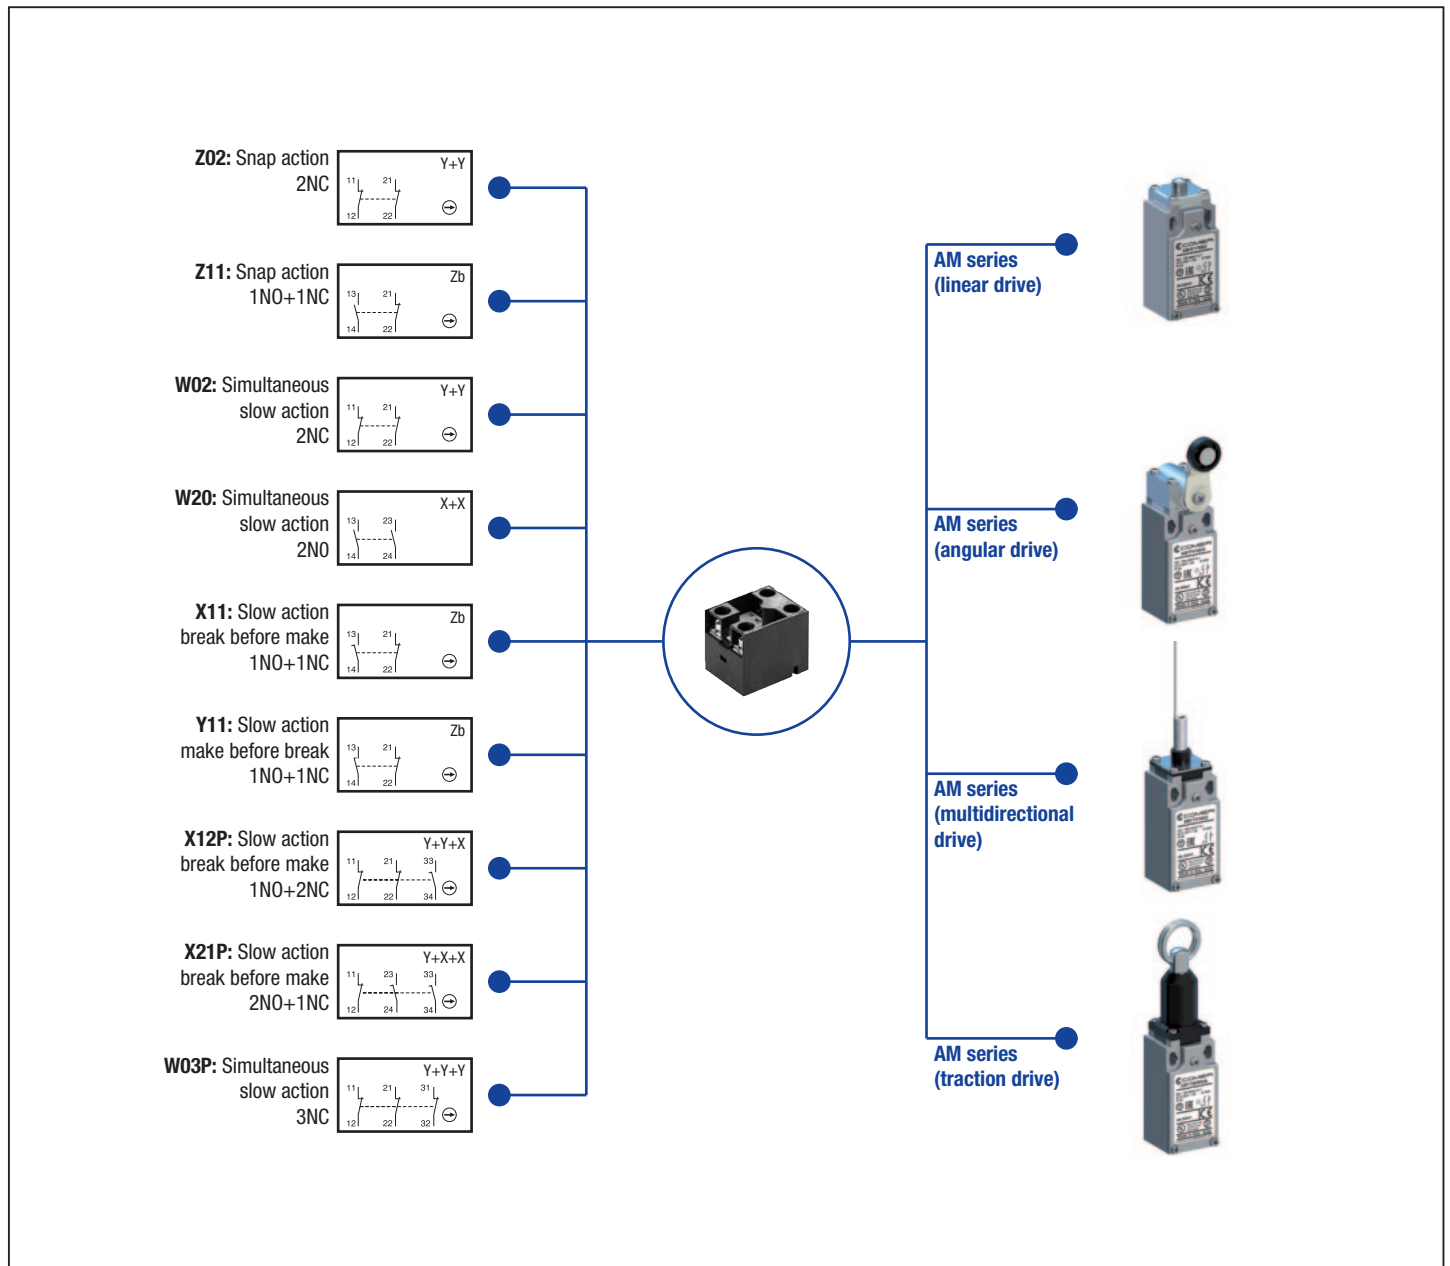 Z02: Snap action
2NC
Y+Y
11 21
12 22
Z11: Snap action
1NO+1NC
Zb
13 21
14 22
W02: Simultaneous
slow action
2NC
Y+Y
11 21
12 22
W20: Simultaneous
slow action
2NO
X+X
13 23
14 24
X11: Slow action
break before make
1NO+1NC
Zb
13 21
14 22
Y11: Slow action
make before break
1NO+1NC
Zb
13 21
14 22
X12P: Slow action
break before make
1NO+2NC
Y+Y+X
11 21 33
12 22 34
X21P: Slow action
break before make
2NO+1NC
Y+X+X
11 23 33
12 24 34
W03P: Simultaneous
slow action
3NC
Y+Y+Y
11 21 31
12 22 32
AM series
(linear drive)
AM series
(angular drive)
AM series
(multidirectional
drive)
AM series
(traction drive)